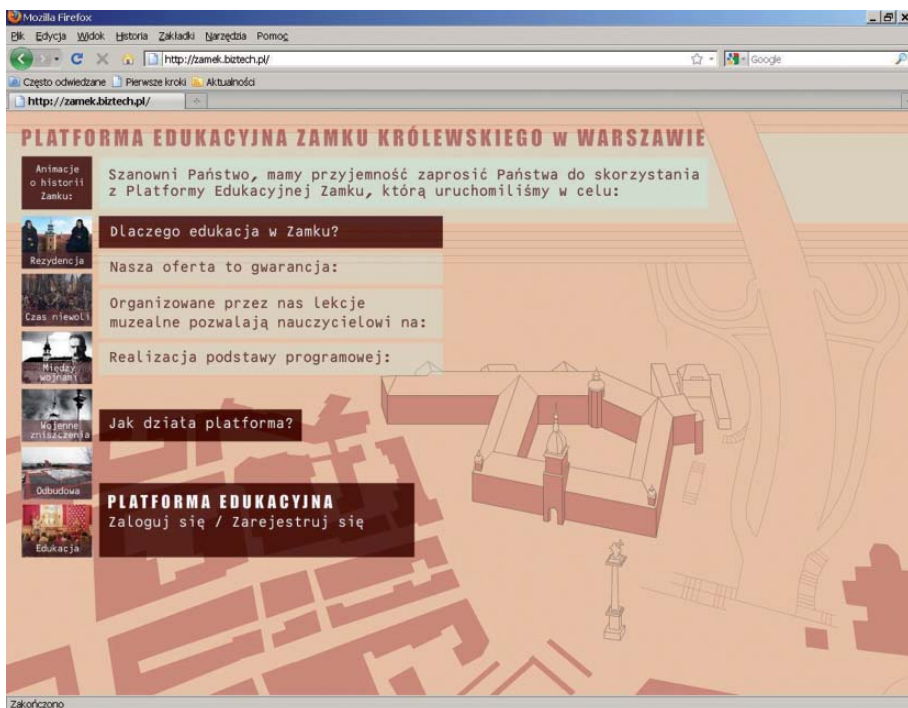 Mozilla Firefox
Plik Edycja Widok Historia Zakładki Narzędzia Pomoc
http://zamek.biztech.pl/
Google
Często odwiedzane Pierwsze kroki Aktualności
http://zamek.biztech.pl/
PLATFORMA EDUKACYJNA ZAMKU KRÓLEWSKIEGO w WARSZAWIE
Animacje
o historii
Zamku:
Szanowni Państwo, mamy przyjemność zaprosić Państwa do skorzystania
z Platformy Edukacyjnej Zamku, którą uruchomiliśmy w celu:
Rezydencja
Czas niewoli
Między
wojnami
Wojenne
zniszczenia
Odbudowa
Edukacja
Dlaczego edukacja w Zamku?
Nasza oferta to gwarancja:
Organizowane przez nas lekcje
muzealne pozwalają nauczycielowi na:
Realizacja podstawy programowej:
Jak działa platforma?
PLATFORMA EDUKACYJNA
Zaloguj się / Zarejestruj się
Zakończono